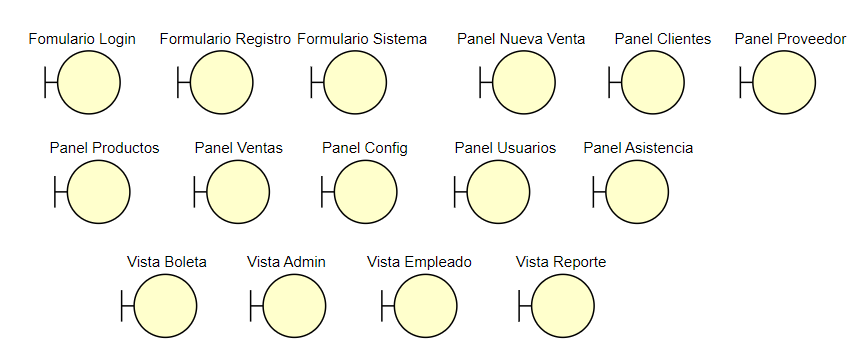 Fomulario Login
Formulario Registro
Formulario Sistema
Panel Nueva Venta
Panel Clientes
Panel Proveedor
Panel Productos
Panel Ventas
Panel Config
Panel Usuarios
Panel Asistencia
Vista Boleta
Vista Admin
Vista Empleado
Vista Reporte